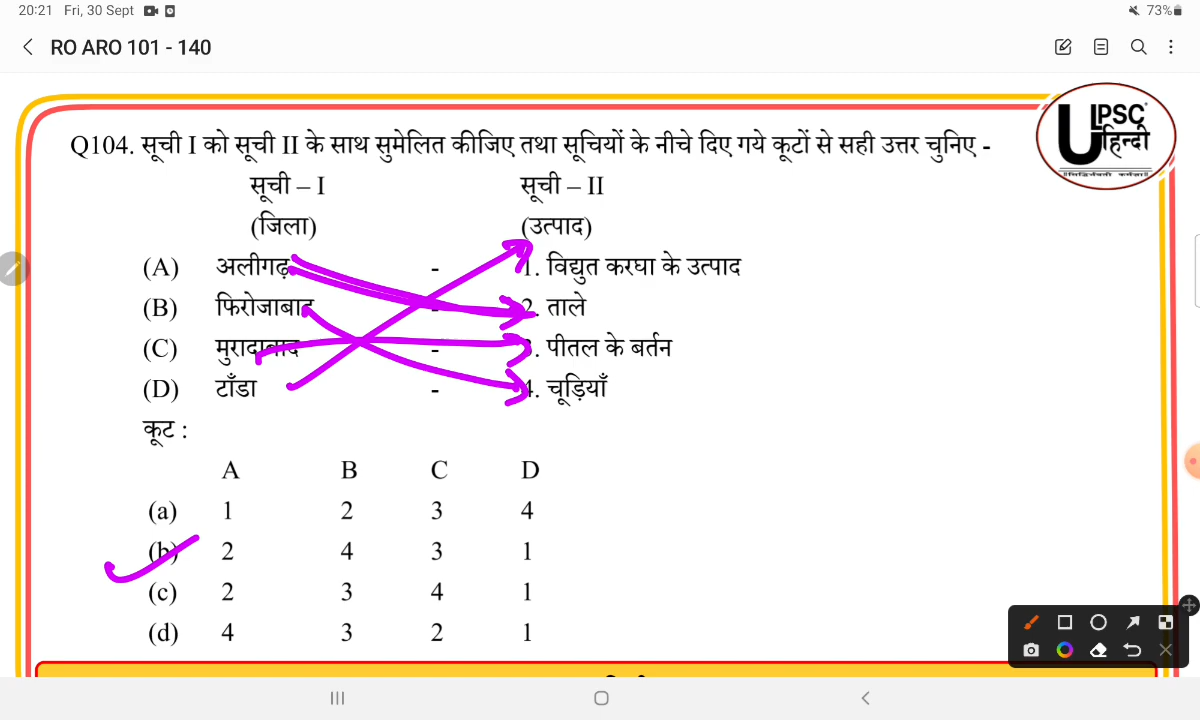 20:21 Fri, 30 Sept 73%
RO ARO 101 - 140
UPSC हिन्दी
Q104. सूची I को सूची II के साथ सुमेलित कीजिए तथा सूचियों के नीचे दिए गये कूटों से सही उत्तर चुनिए -
सूची – I सूची – II
(जिला) (उत्पाद)
(A) अलीगढ़ - 1. विद्युत करघा के उत्पाद
(B) फिरोजाबाद - 2. ताले
(C) मुरादाबाद - 3. पीतल के बर्तन
(D) टाँडा - 4. चूड़ियाँ
कूट :
A B C D
(a) 1 2 3 4
(b) 2 4 3 1
(c) 2 3 4 1
(d) 4 3 2 1